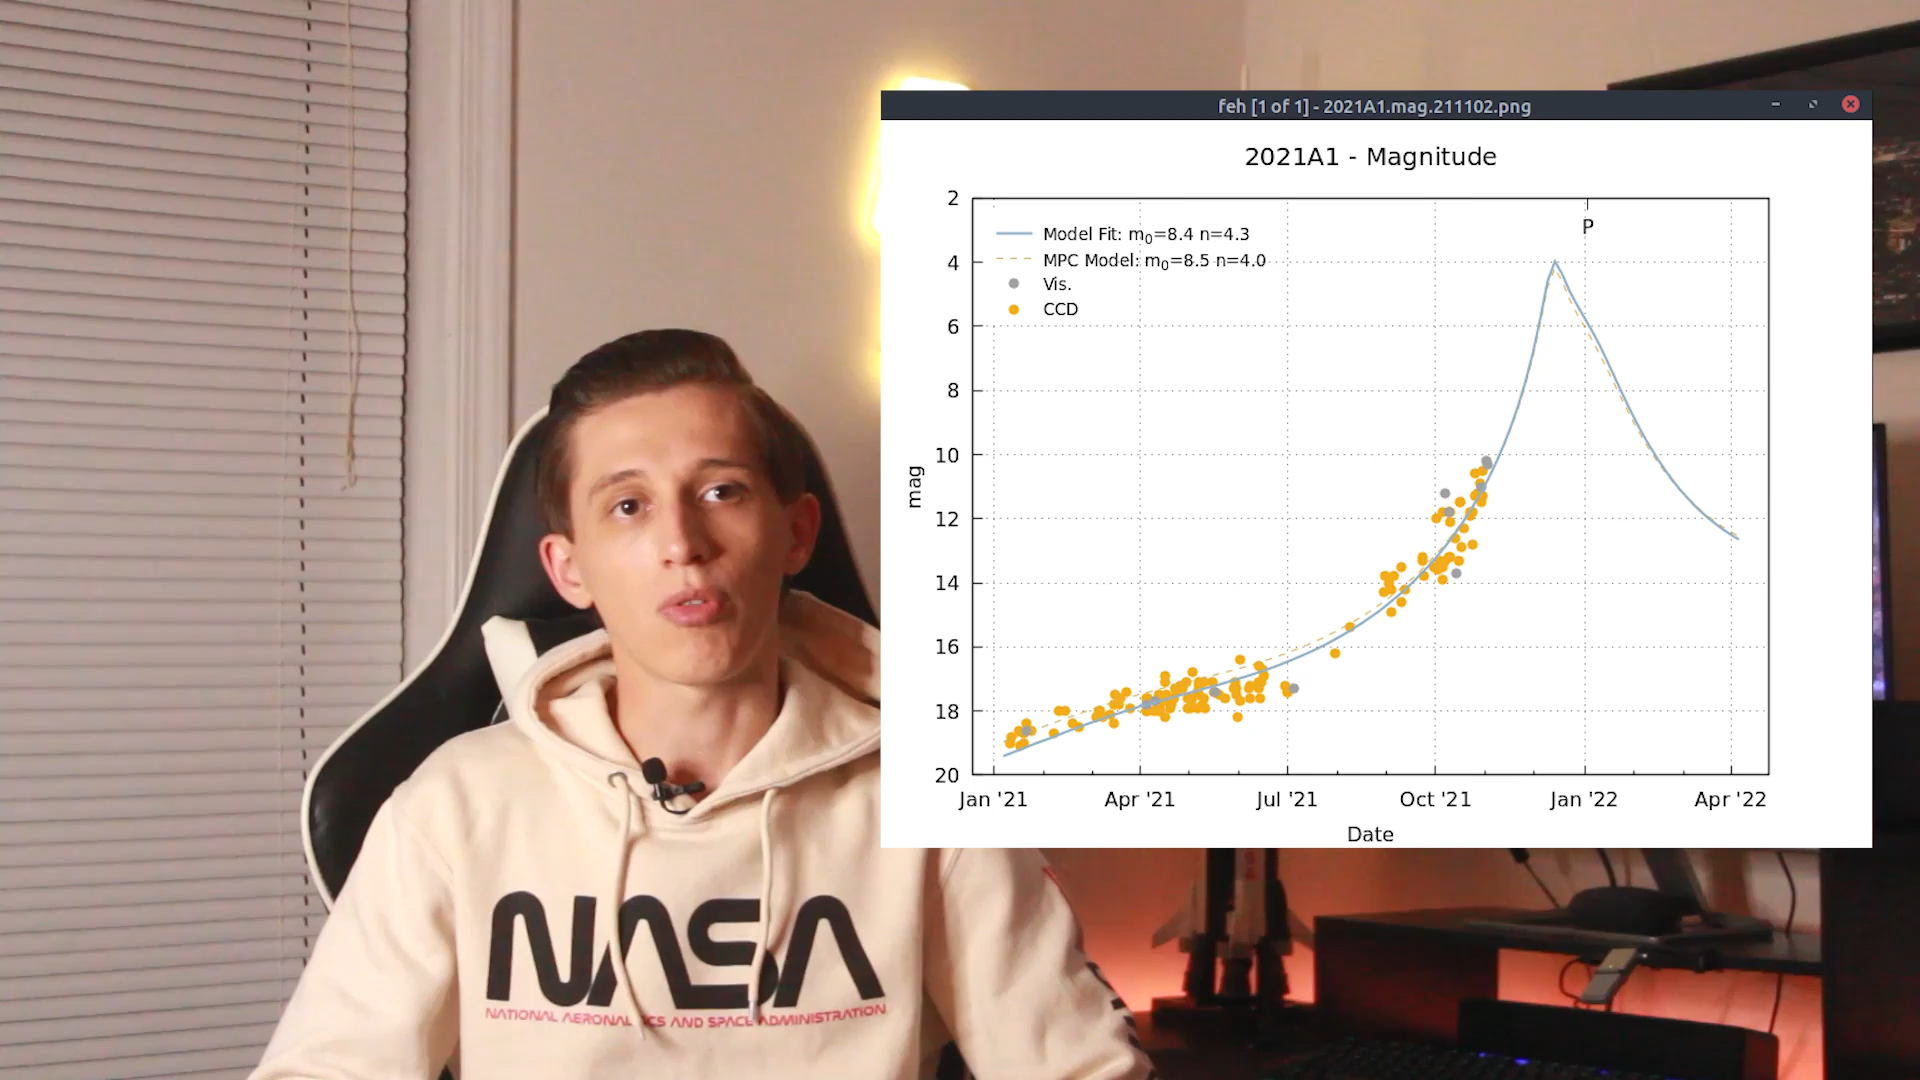 feh [1 of 1] - 2021A1.mag.211102.png
2021A1 - Magnitude
P
Model Fit: m0=8.4 n=4.3
MPC Model: m0=8.5 n=4.0
Vis.
CCD
2
4
6
8
10
12
14
16
18
20
mag
Jan '21 Apr '21 Jul '21 Oct '21 Jan '22 Apr '22
Date
NASA
NATIONAL AERONAUTICS AND SPACE ADMINISTRATION